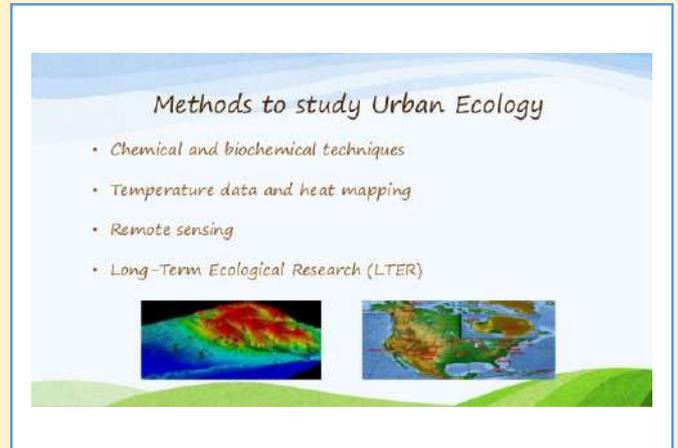 Methods to study Urban Ecology
• Chemical and biochemical techniques
• Temperature data and heat mapping
• Remote sensing
• Long-Term Ecological Research (LTER)